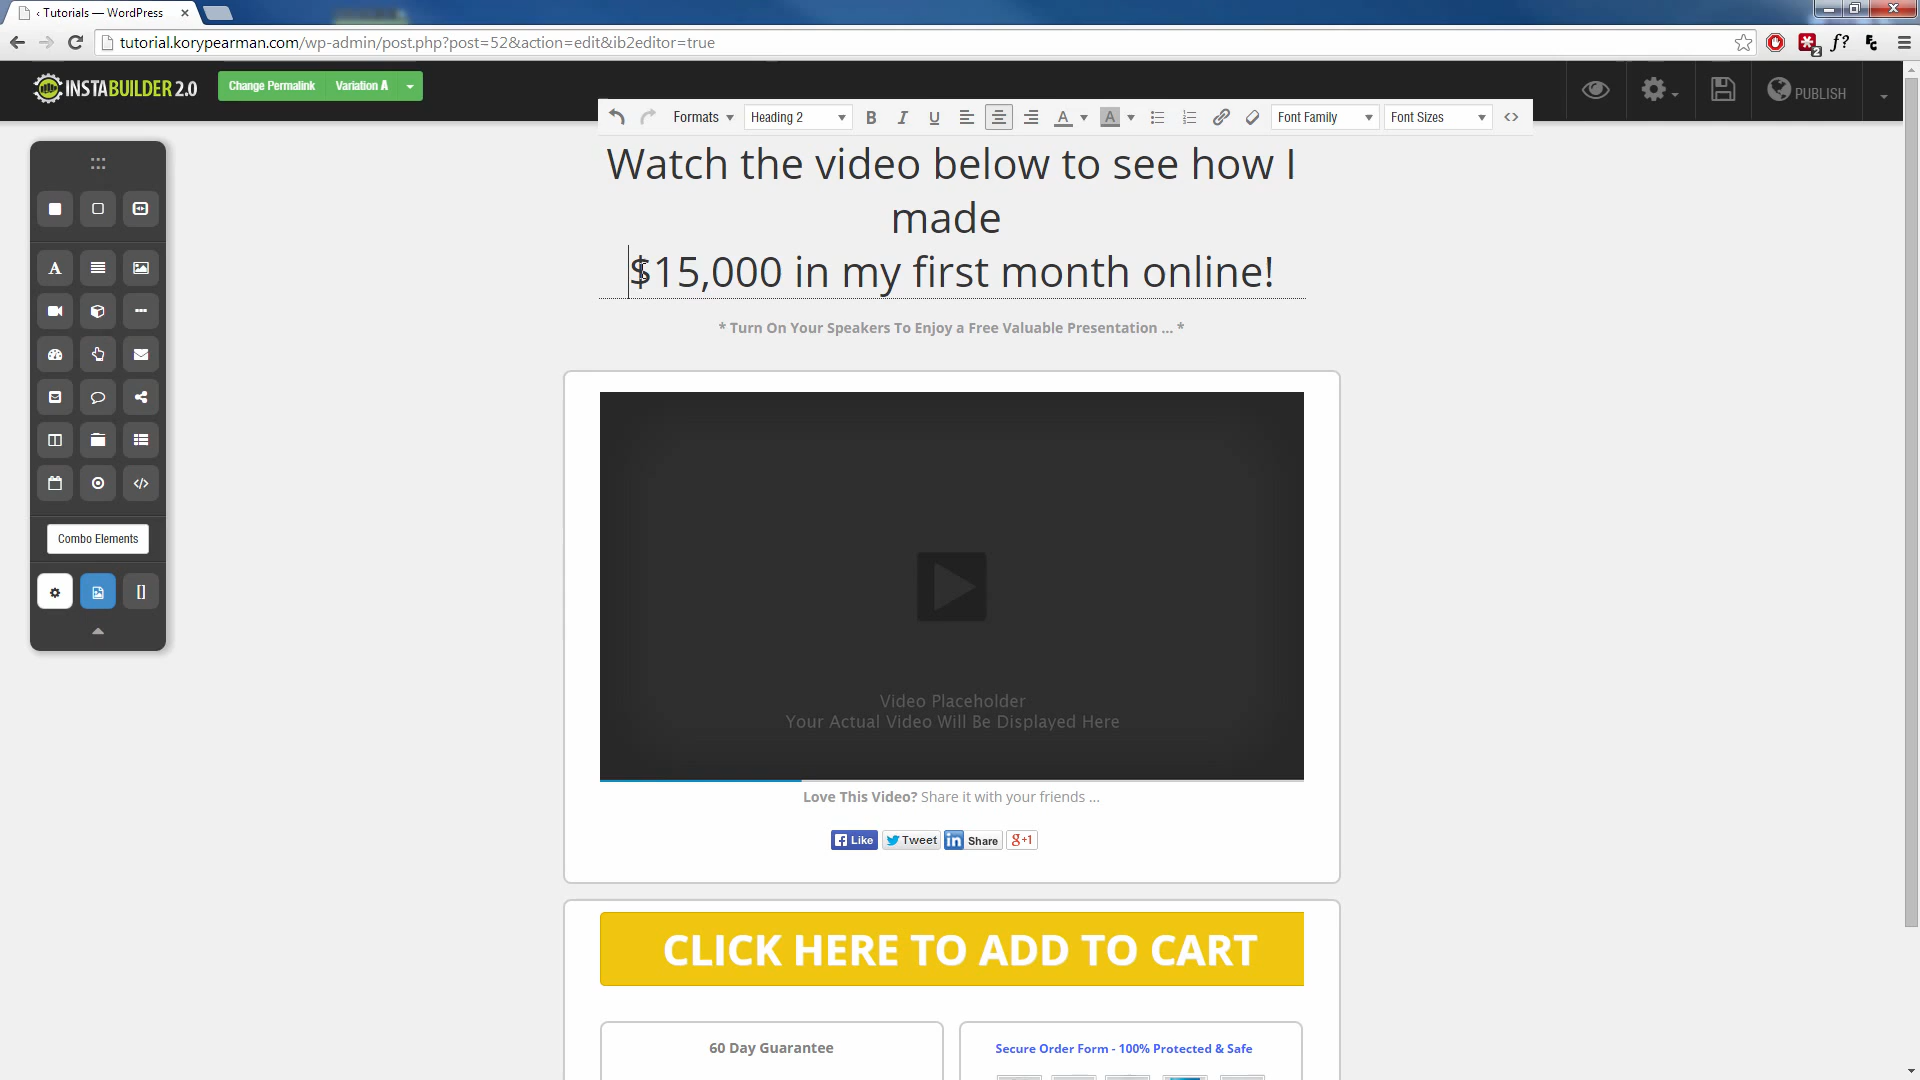 ‹ Tutorials — WordPress
tutorial.korypearman.com/wp-admin/post.php?post=52&action=edit&ib2editor=true
2
f?
INSTABUILDER 2.0
Change Permalink
Variation A
PUBLISH
Formats
Heading 2
B
I
U
A
A
Font Family
Font Sizes
<>
Watch the video below to see how I
made
$15,000 in my first month online!
* Turn On Your Speakers To Enjoy a Free Valuable Presentation ... *
A
</>
Combo Elements
[]
Video Placeholder
Your Actual Video Will Be Displayed Here
Love This Video? Share it with your friends ...
Like
Tweet
in Share
g+1
CLICK HERE TO ADD TO CART
60 Day Guarantee
Secure Order Form - 100% Protected & Safe